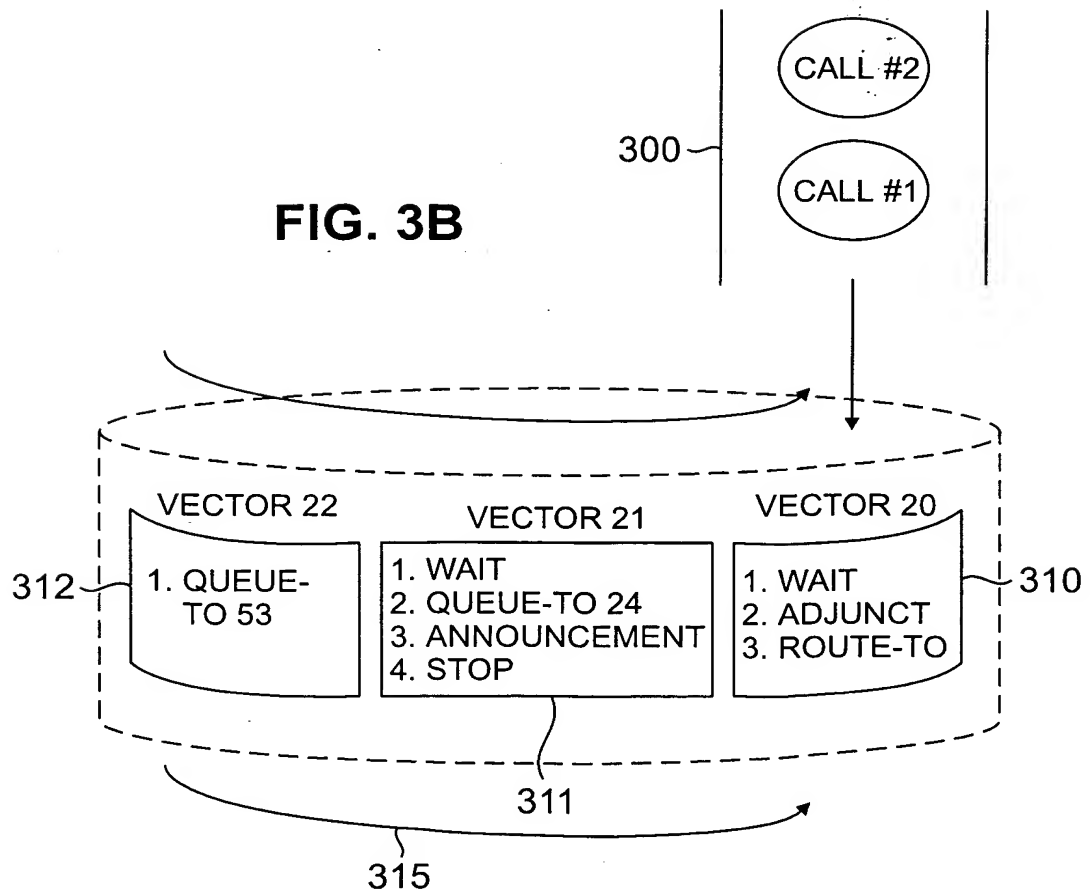 CALL #2
300
CALL #1
FIG. 3B
VECTOR 22
VECTOR 21
VECTOR 20
312
1. QUEUE-
TO 53
1. WAIT
2. QUEUE-TO 24
3. ANNOUNCEMENT
4. STOP
1. WAIT
2. ADJUNCT
3. ROUTE-TO
310
311
315